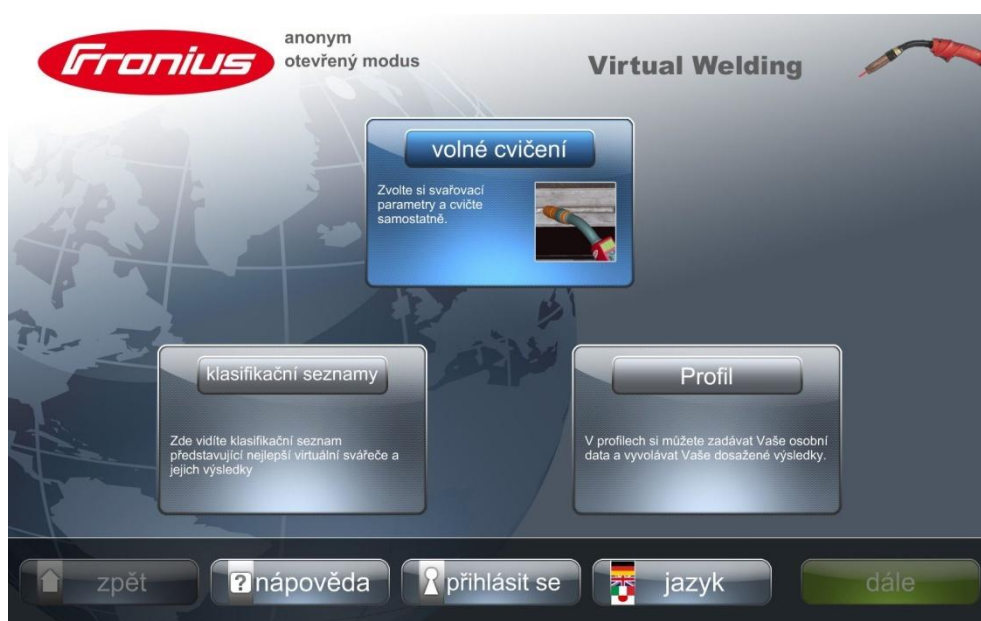 Fronius
anonym
otevřený modus
Virtual Welding
volné cvičení
Zvolte si svařovací
parametry a cvičte
samostatně.
klasifikační seznamy
Zde vidíte klasifikační seznam
představující nejlepší virtuální svářeče a
jejich výsledky
Profil
V profilech si můžete zadávat Vaše osobní
data a vyvolávat Vaše dosažené výsledky.
zpět
? nápověda
přihlásit se
jazyk
dále